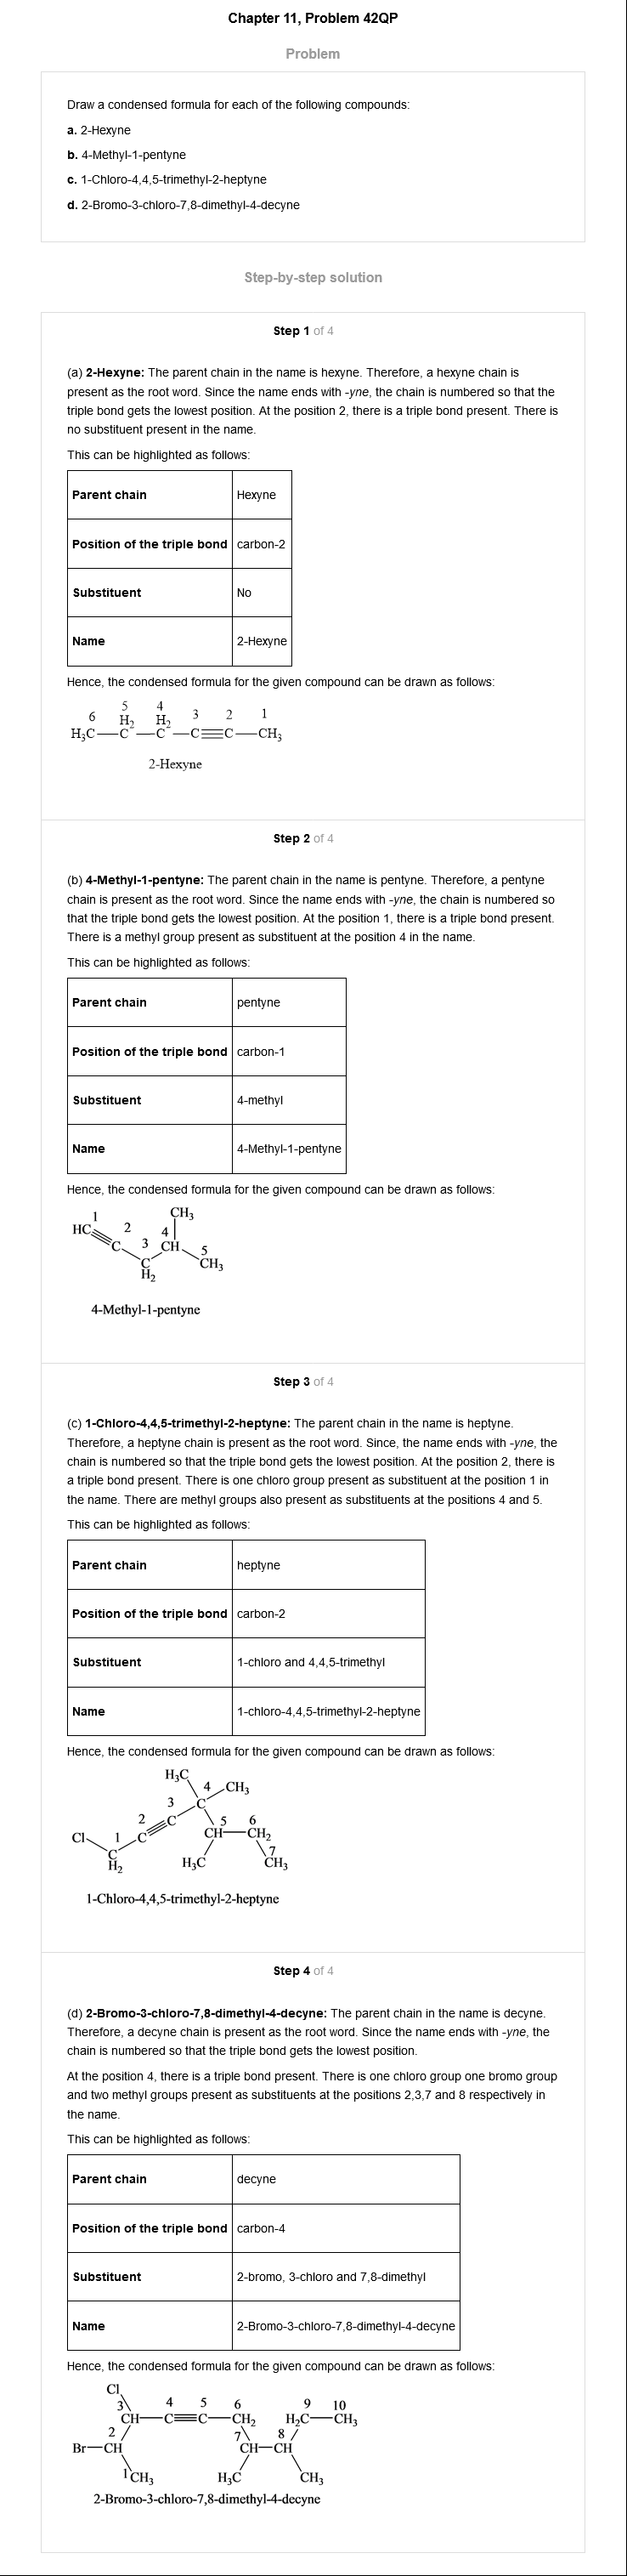 Chapter 11, Problem 42QP
Problem
Draw a condensed formula for each of the following compounds:
a. 2-Hexyne
b. 4-Methyl-1-pentyne
c. 1-Chloro-4,4,5-trimethyl-2-heptyne
d. 2-Bromo-3-chloro-7,8-dimethyl-4-decyne
Step-by-step solution
Step 1 of 4
(a) 2-Hexyne: The parent chain in the name is hexyne. Therefore, a hexyne chain is
present as the root word. Since the name ends with -yne, the chain is numbered so that the
triple bond gets the lowest position. At the position 2, there is a triple bond present. There is
no substituent present in the name.
This can be highlighted as follows:
Parent chain Hexyne
Position of the triple bond carbon-2
Substituent No
Name 2-Hexyne
Hence, the condensed formula for the given compound can be drawn as follows:
6 5 4 3 2 1
H₂ H₂
H₃C—C—C—C≡C—CH₃
2-Hexyne
Step 2 of 4
(b) 4-Methyl-1-pentyne: The parent chain in the name is pentyne. Therefore, a pentyne
chain is present as the root word. Since the name ends with -yne, the chain is numbered so
that the triple bond gets the lowest position. At the position 1, there is a triple bond present.
There is a methyl group present as substituent at the position 4 in the name.
This can be highlighted as follows:
Parent chain pentyne
Position of the triple bond carbon-1
Substituent 4-methyl
Name 4-Methyl-1-pentyne
Hence, the condensed formula for the given compound can be drawn as follows:
1 CH₃
HC 2 4
C 3 CH 5
C CH₃
H₂
4-Methyl-1-pentyne
Step 3 of 4
(c) 1-Chloro-4,4,5-trimethyl-2-heptyne: The parent chain in the name is heptyne.
Therefore, a heptyne chain is present as the root word. Since, the name ends with -yne, the
chain is numbered so that the triple bond gets the lowest position. At the position 2, there is
a triple bond present. There is one chloro group present as substituent at the position 1 in
the name. There are methyl groups also present as substituents at the positions 4 and 5.
This can be highlighted as follows:
Parent chain heptyne
Position of the triple bond carbon-2
Substituent 1-chloro and 4,4,5-trimethyl
Name 1-chloro-4,4,5-trimethyl-2-heptyne
Hence, the condensed formula for the given compound can be drawn as follows:
H₃C
4 CH₃
3 C
2 C 5 6
Cl 1 C CH—CH₂
C 7
H₂ H₃C CH₃
1-Chloro-4,4,5-trimethyl-2-heptyne
Step 4 of 4
(d) 2-Bromo-3-chloro-7,8-dimethyl-4-decyne: The parent chain in the name is decyne.
Therefore, a decyne chain is present as the root word. Since the name ends with -yne, the
chain is numbered so that the triple bond gets the lowest position.
At the position 4, there is a triple bond present. There is one chloro group one bromo group
and two methyl groups present as substituents at the positions 2,3,7 and 8 respectively in
the name.
This can be highlighted as follows:
Parent chain decyne
Position of the triple bond carbon-4
Substituent 2-bromo, 3-chloro and 7,8-dimethyl
Name 2-Bromo-3-chloro-7,8-dimethyl-4-decyne
Hence, the condensed formula for the given compound can be drawn as follows:
Cl
3 4 5 6 9 10
CH—C≡C—CH₂ H₂C—CH₃
2 7 8
Br—CH CH—CH
1 CH₃ H₃C CH₃
2-Bromo-3-chloro-7,8-dimethyl-4-decyne